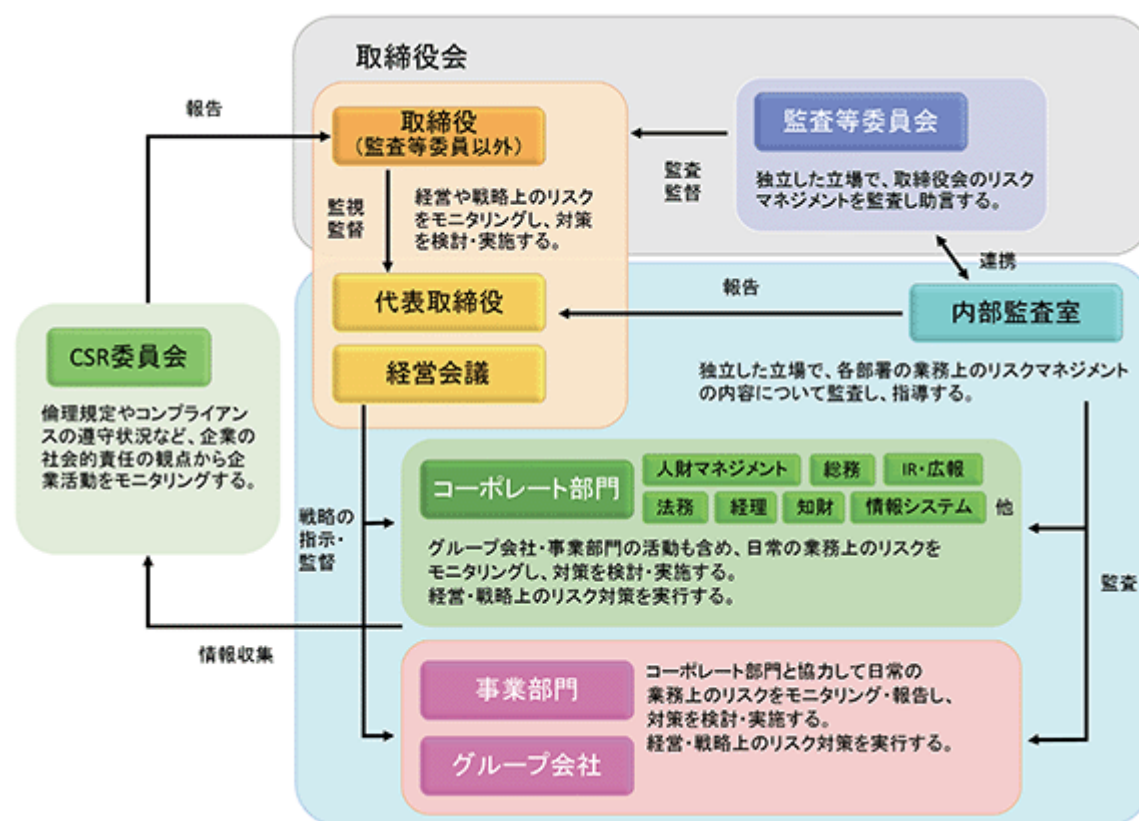 取締役会
報告
取締役
（監査等委員以外）
監査等委員会
独立した立場で、取締役会のリスク
マネジメントを監査し助言する。
監査
監督
監視
監督
経営や戦略上のリスク
をモニタリングし、対策
を検討・実施する。
連携
代表取締役
報告
内部監査室
経営会議
独立した立場で、各部署の業務上のリスクマネジメント
の内容について監査し、指導する。
CSR委員会
倫理規定やコンプライアン
スの遵守状況など、企業の
社会的責任の観点から企
業活動をモニタリングする。
戦略の
指示・
監督
コーポレート部門
人財マネジメント 総務 IR・広報
法務 経理 知財 情報システム 他
グループ会社・事業部門の活動も含め、日常の業務上のリスクを
モニタリングし、対策を検討・実施する。
経営・戦略上のリスク対策を実行する。
監査
情報収集
事業部門
グループ会社
コーポレート部門と協力して日常の
業務上のリスクをモニタリング・報告し、
対策を検討・実施する。
経営・戦略上のリスク対策を実行する。